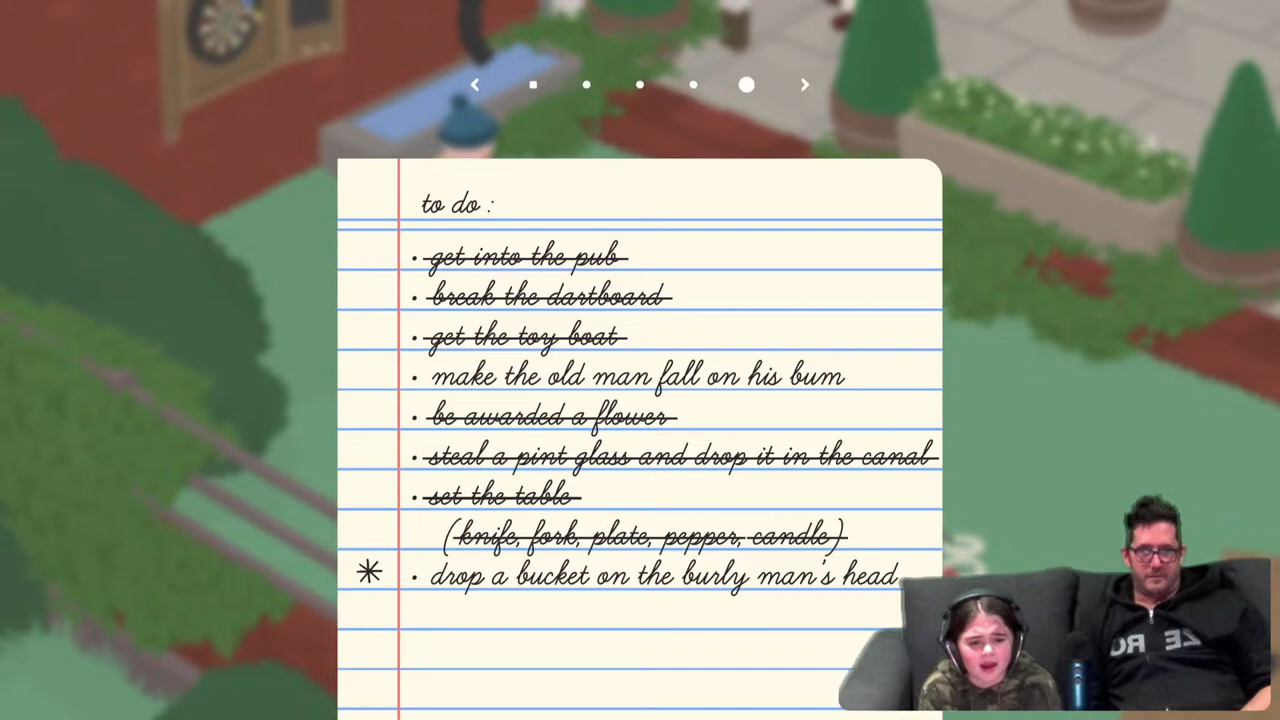 to do :
• get into the pub
• break the dartboard
• get the toy boat
• make the old man fall on his bum
• be awarded a flower
• steal a pint glass and drop it in the canal
• set the table
(knife, fork, plate, pepper, candle)
• drop a bucket on the burly man's head